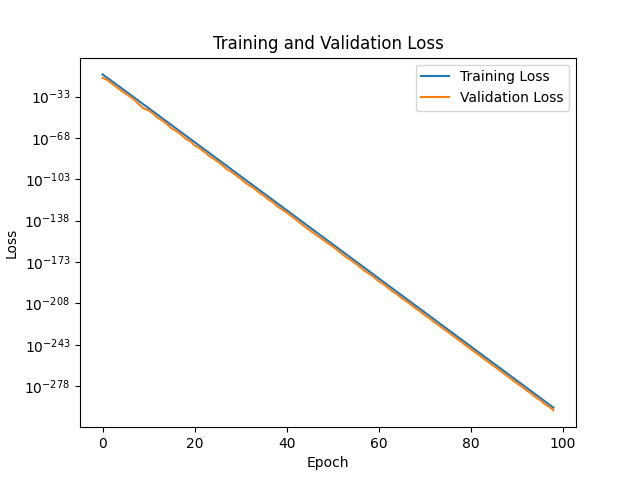 Training and Validation Loss
Training Loss
Validation Loss
10⁻³³
10⁻⁶⁸
10⁻¹⁰³
10⁻¹³⁸
10⁻¹⁷³
10⁻²⁰⁸
10⁻²⁴³
10⁻²⁷⁸
Loss
0 20 40 60 80 100
Epoch